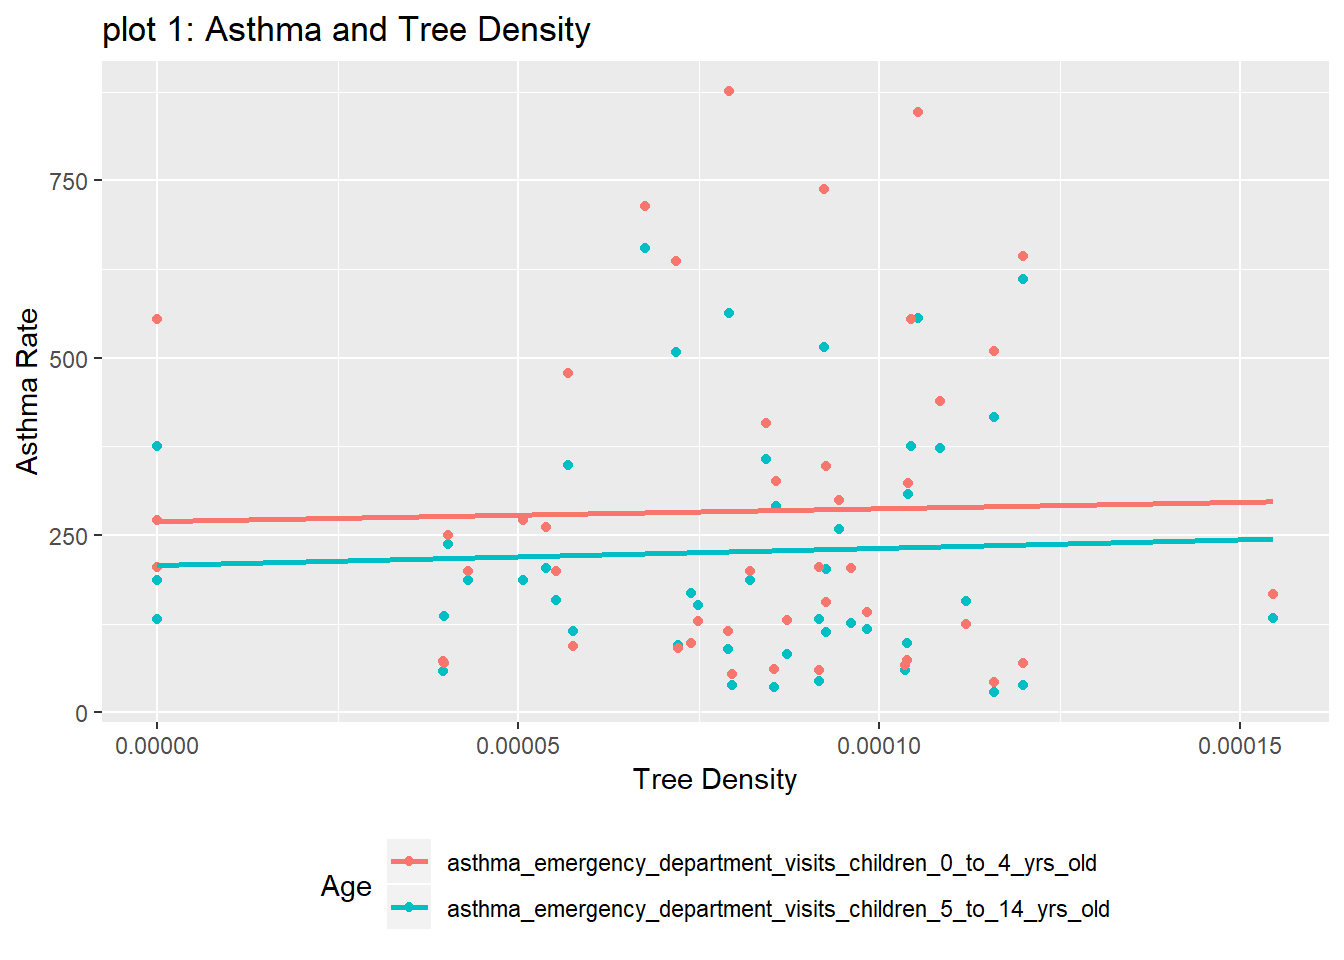 plot 1: Asthma and Tree Density
Asthma Rate
750
500
250
0
0.00000
0.00005
0.00010
0.00015
Tree Density
Age
asthma_emergency_department_visits_children_0_to_4_yrs_old
asthma_emergency_department_visits_children_5_to_14_yrs_old